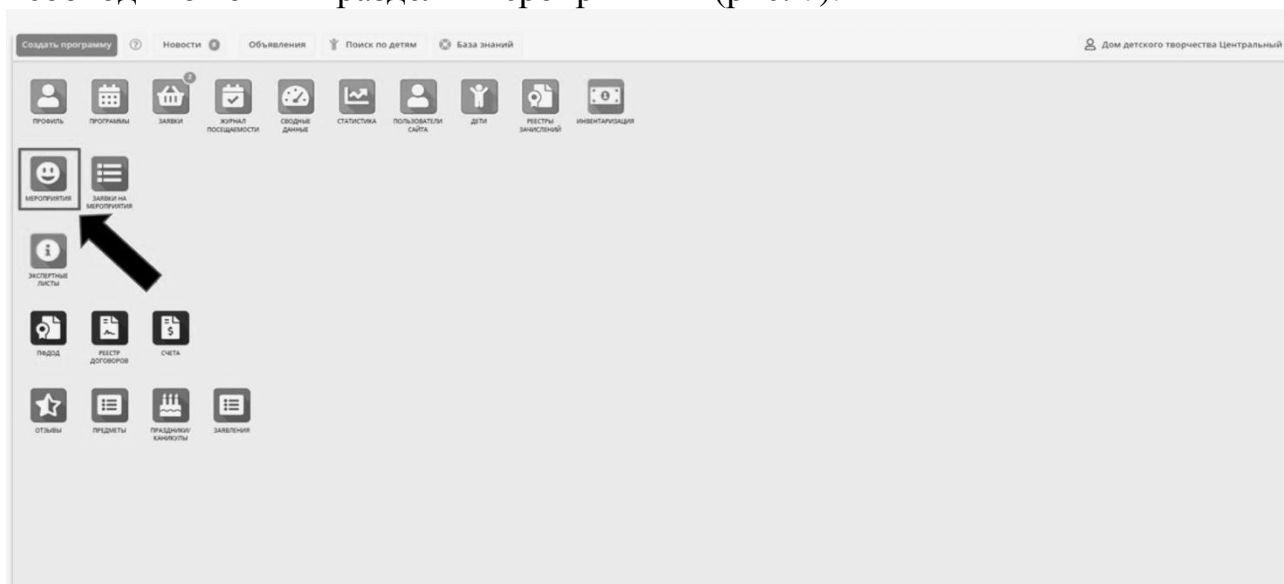 Создать программу ? Новости 0 Объявления Поиск по детям База знаний Дом детского творчества Центральный
ПРОФИЛЬ ПРОГРАММЫ ЗАЯВКИ ЖУРНАЛ ПОСЕЩАЕМОСТИ СВОДНЫЕ ДАННЫЕ СТАТИСТИКА ПОЛЬЗОВАТЕЛИ САЙТА ДЕТИ РЕЕСТРЫ ЗАЧИСЛЕНИЙ ИНВЕНТАРИЗАЦИЯ
МЕРОПРИЯТИЯ ЗАЯВКИ НА МЕРОПРИЯТИЯ
ЭКСПЕРТНЫЕ ЛИСТЫ
ПФДОД РЕЕСТР ДОГОВОРОВ СЧЕТА
ОТЗЫВЫ ПРЕДМЕТЫ ПРАЗДНИКИ/КАНИКУЛЫ ЗАЯВЛЕНИЯ